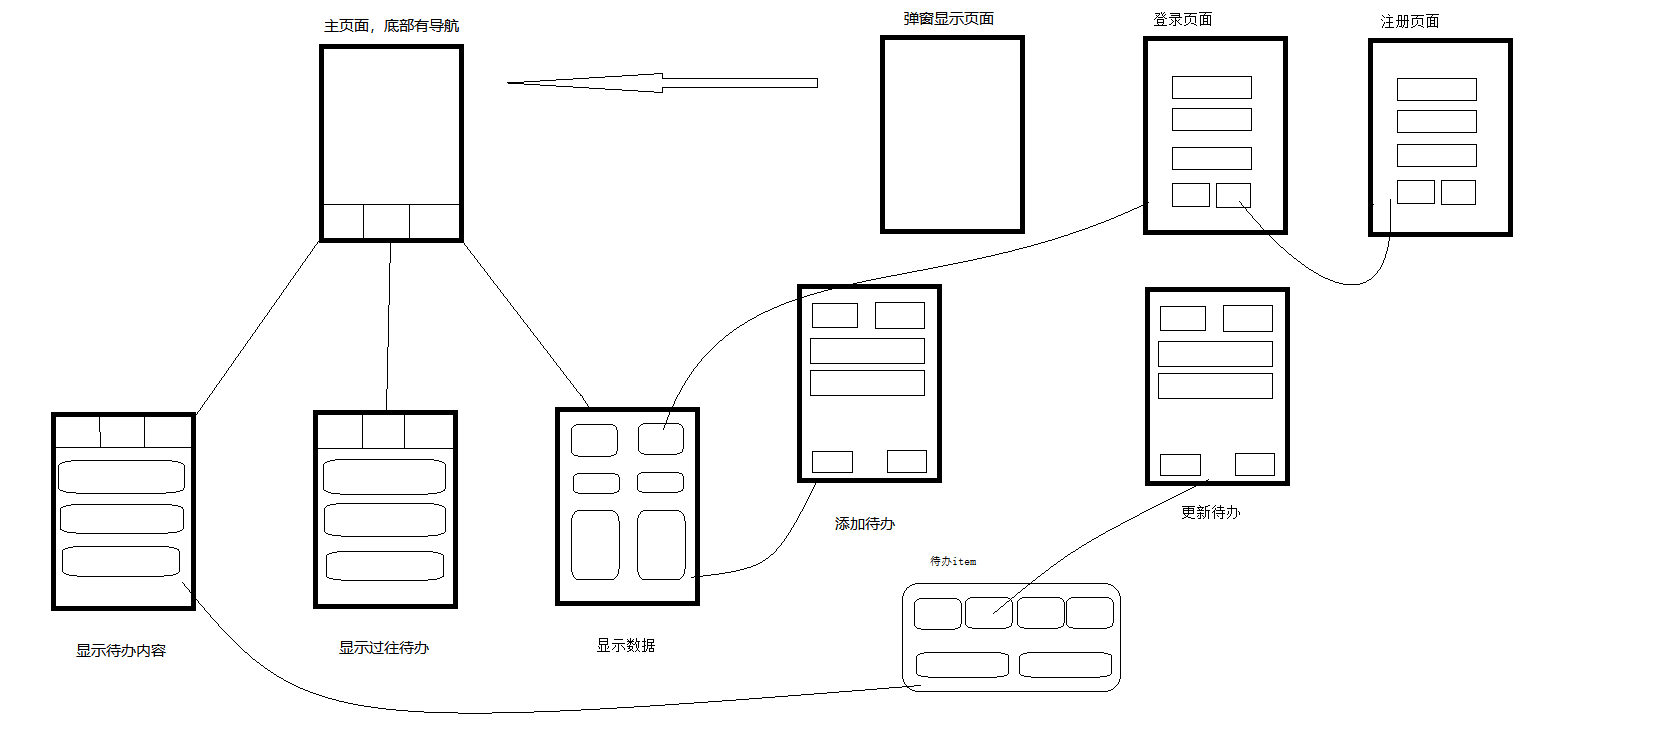 主页面，底部有导航
弹窗显示页面
登录页面
注册页面
添加待办
更新待办
待办item
显示待办内容
显示过往待办
显示数据